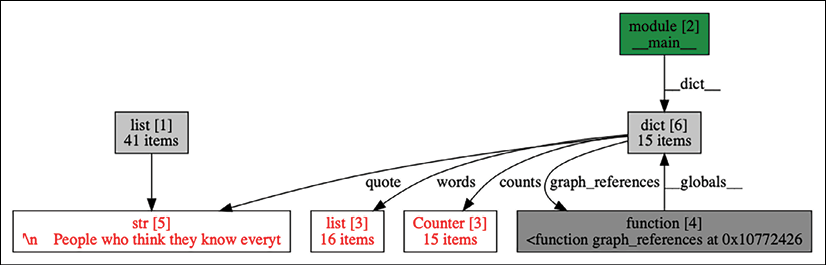 module [2]
__main__
__dict__
list [1]
41 items
dict [6]
15 items
quote
words
counts
graph_references
__globals__
str [5]
'\n    People who think they know everyt
list [3]
16 items
Counter [3]
15 items
function [4]
<function graph_references at 0x10772426